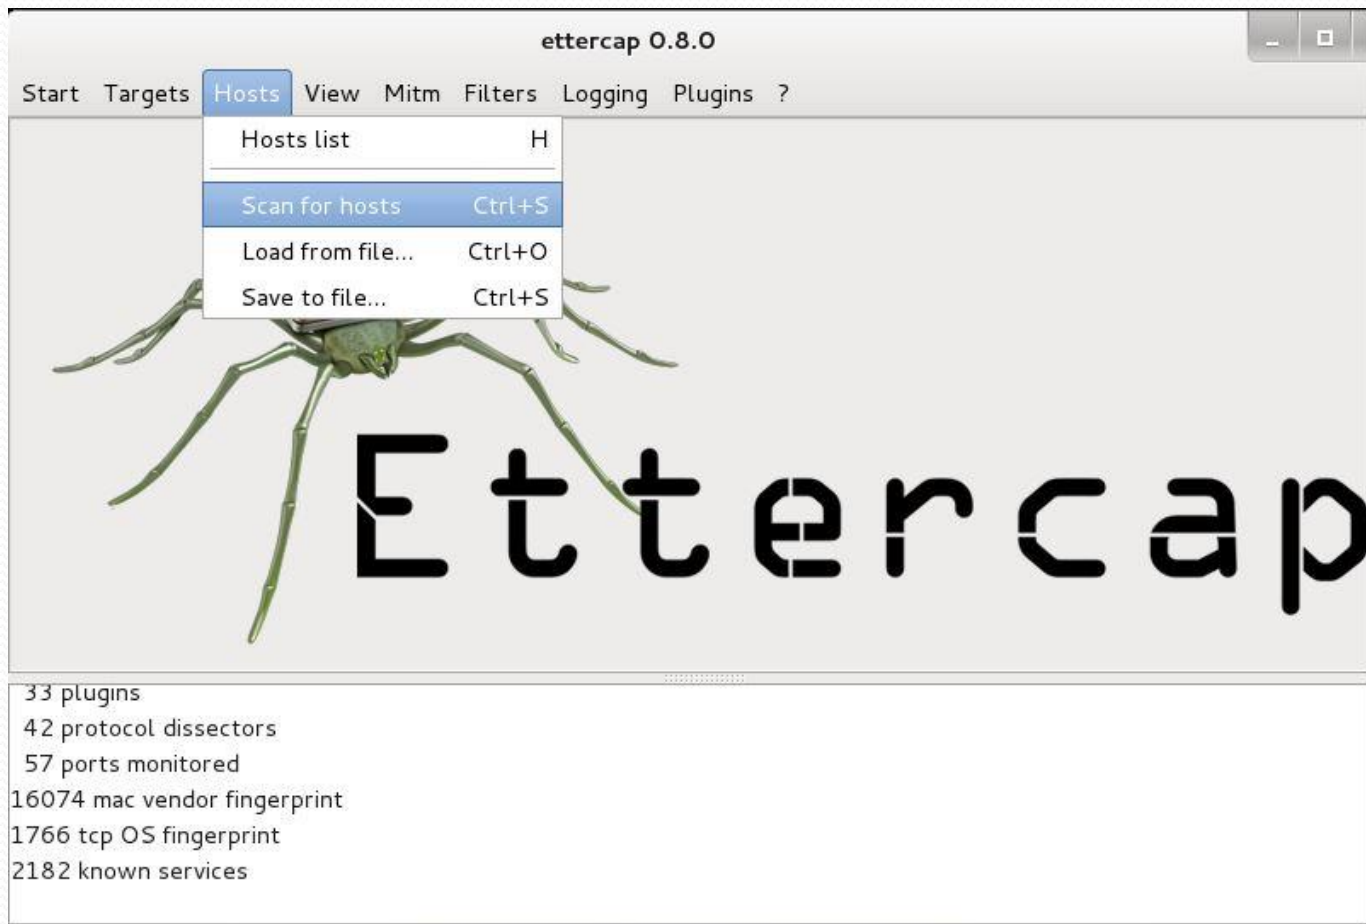 ettercap 0.8.0
Start Targets Hosts View Mitm Filters Logging Plugins ?
Hosts list H
Scan for hosts Ctrl+S
Load from file... Ctrl+O
Save to file... Ctrl+S
Ettercap
33 plugins
42 protocol dissectors
57 ports monitored
16074 mac vendor fingerprint
1766 tcp OS fingerprint
2182 known services